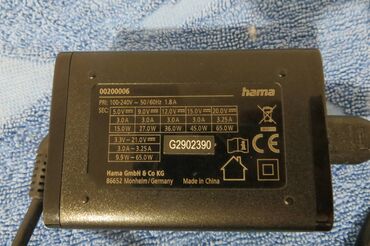 00200006
hama
PRI: 100-240V ~ 50/60Hz 1.8A
SEC: 5.0V 9.0V 12.0V 15.0V 20.0V
3.0A 3.0A 3.0A 3.0A 3.25A
15.0W 27.0W 36.0W 45.0W 65.0W
3.3V - 21.0V
3.0A - 3.25A
9.9W - 65.0W
G2902390
Hama GmbH & Co KG
86652 Monheim/Germany
Made in China